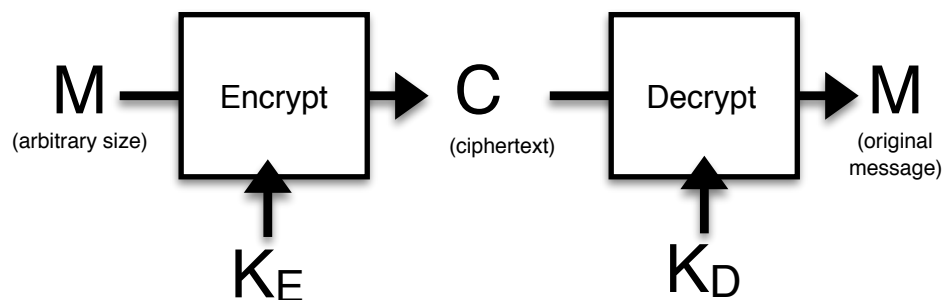 M
(arbitrary size)
Encrypt
C
(ciphertext)
Decrypt
M
(original
message)
KE
KD